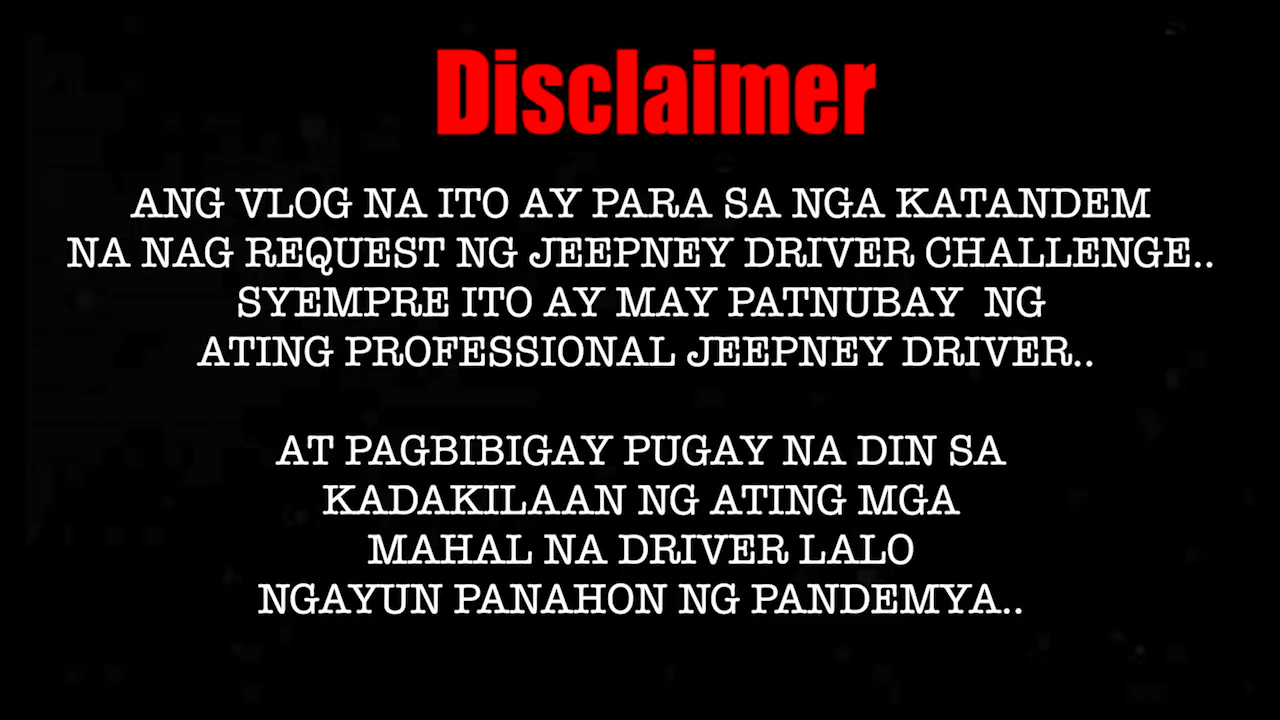 Disclaimer
ANG VLOG NA ITO AY PARA SA NGA KATANDEM
NA NAG REQUEST NG JEEPNEY DRIVER CHALLENGE..
SYEMPRE ITO AY MAY PATNUBAY  NG
ATING PROFESSIONAL JEEPNEY DRIVER..
AT PAGBIBIGAY PUGAY NA DIN SA
KADAKILAAN NG ATING MGA
MAHAL NA DRIVER LALO
NGAYUN PANAHON NG PANDEMYA..